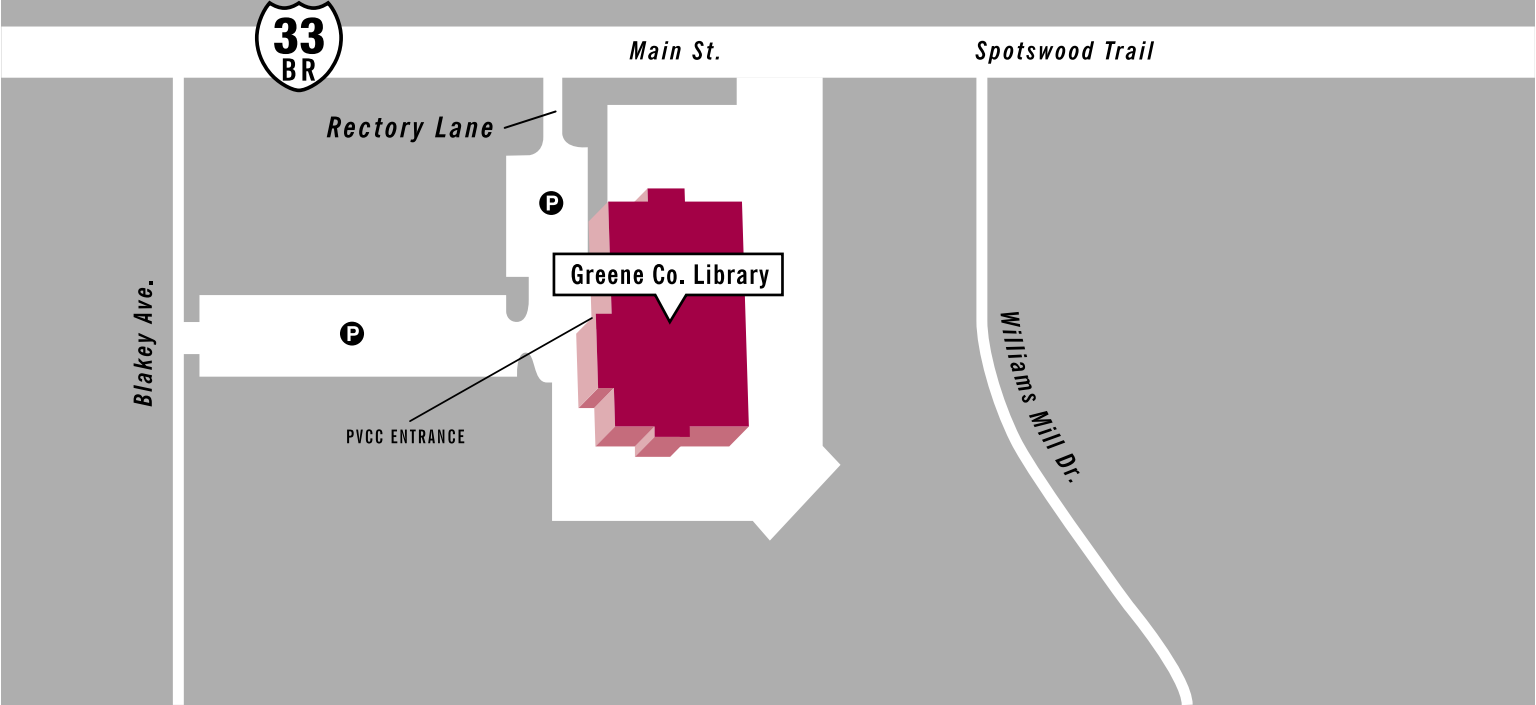 33
BR
Main St.
Spotswood Trail
Rectory Lane
P
Greene Co. Library
P
Blakey Ave.
Williams Mill Dr.
PVCC ENTRANCE